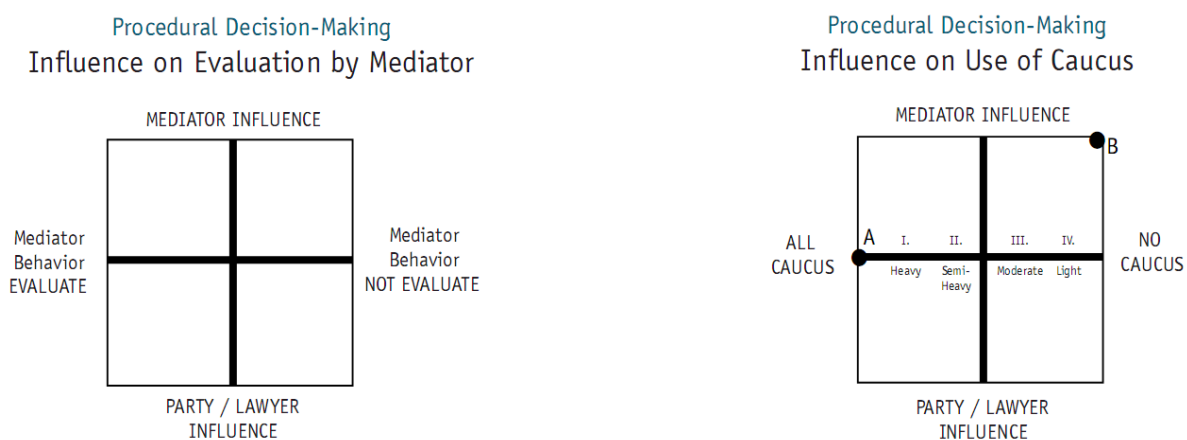 Procedural Decision-Making
Influence on Evaluation by Mediator
MEDIATOR INFLUENCE
Mediator
Behavior
EVALUATE
Mediator
Behavior
NOT EVALUATE
PARTY / LAWYER
INFLUENCE
Procedural Decision-Making
Influence on Use of Caucus
MEDIATOR INFLUENCE
B
ALL
CAUCUS
A
I.
II.
III.
IV.
Heavy
Semi-
Heavy
Moderate
Light
NO
CAUCUS
PARTY / LAWYER
INFLUENCE